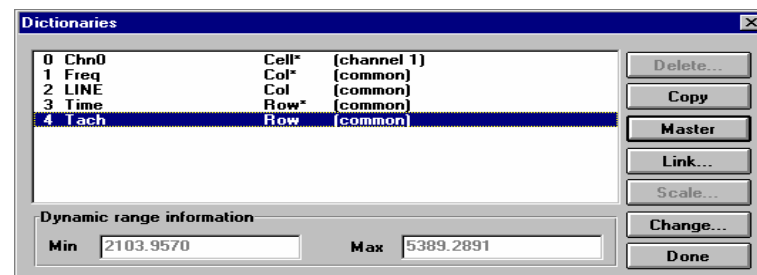 Dictionaries
0 Chn0 Cell* (channel 1)
1 Freq Col* (common)
2 LINE Col (common)
3 Time Row* (common)
4 Tach Row (common)
Delete...
Copy
Master
Link...
Scale...
Change...
Done
Dynamic range information
Min 2103.9570 Max 5389.2891